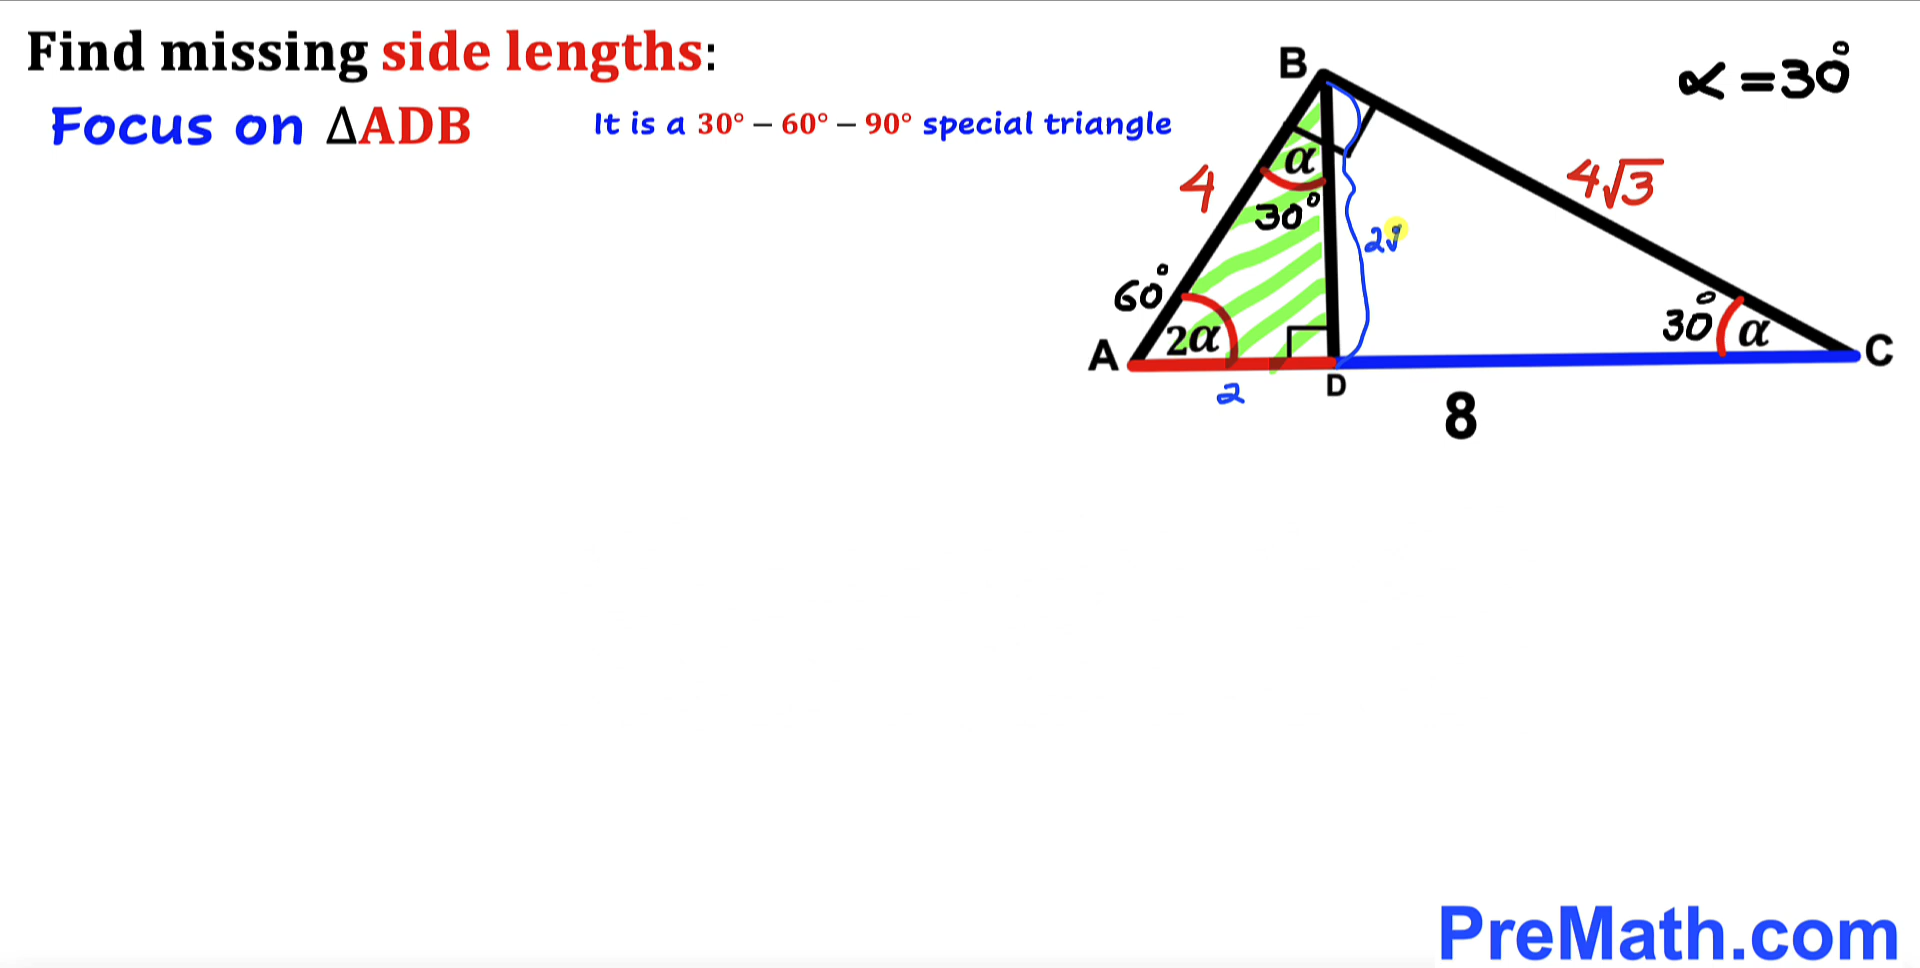 Find missing side lengths:
Focus on ΔADB
It is a 30° – 60° – 90° special triangle
B
α = 30°
α
4
4√3
30°
2√
60°
2α
30°
α
A
C
2
D
8
PreMath.com